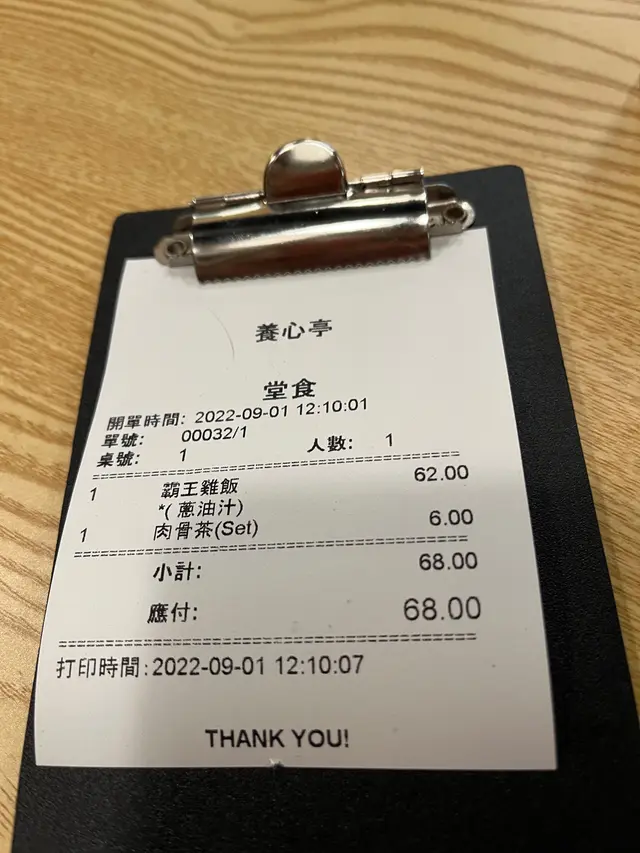 養心亭
堂食
開單時間: 2022-09-01 12:10:01
單號: 00032/1
桌號: 1 人數: 1
1 霸王雞飯 62.00
*(蔥油汁)
1 肉骨茶(Set) 6.00
小計: 68.00
應付: 68.00
打印時間:2022-09-01 12:10:07
THANK YOU!